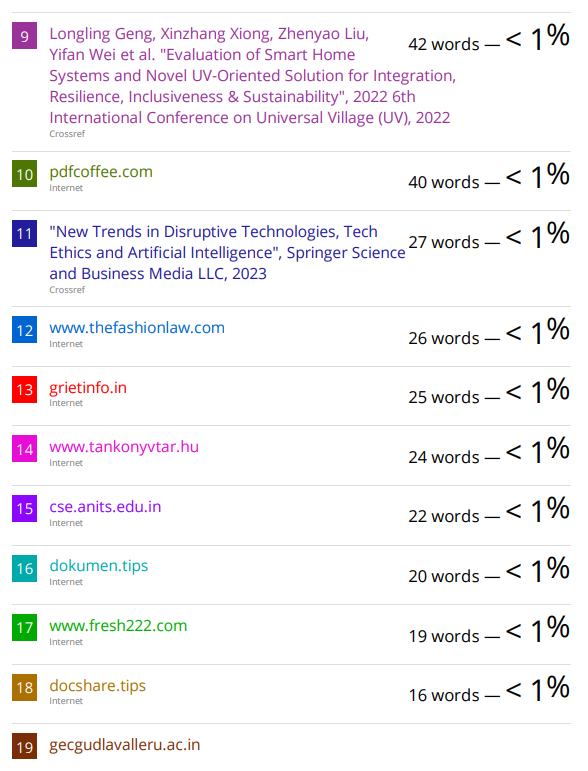 9
Longling Geng, Xinzhang Xiong, Zhenyao Liu,
Yifan Wei et al. "Evaluation of Smart Home
Systems and Novel UV-Oriented Solution for Integration,
Resilience, Inclusiveness & Sustainability", 2022 6th
International Conference on Universal Village (UV), 2022
Crossref
42 words — < 1%
10
pdfcoffee.com
Internet
40 words — < 1%
11
"New Trends in Disruptive Technologies, Tech
Ethics and Artificial Intelligence", Springer Science
and Business Media LLC, 2023
Crossref
27 words — < 1%
12
www.thefashionlaw.com
Internet
26 words — < 1%
13
grietinfo.in
Internet
25 words — < 1%
14
www.tankonyvtar.hu
Internet
24 words — < 1%
15
cse.anits.edu.in
Internet
22 words — < 1%
16
dokumen.tips
Internet
20 words — < 1%
17
www.fresh222.com
Internet
19 words — < 1%
18
docshare.tips
Internet
16 words — < 1%
19
gecgudlavalleru.ac.in